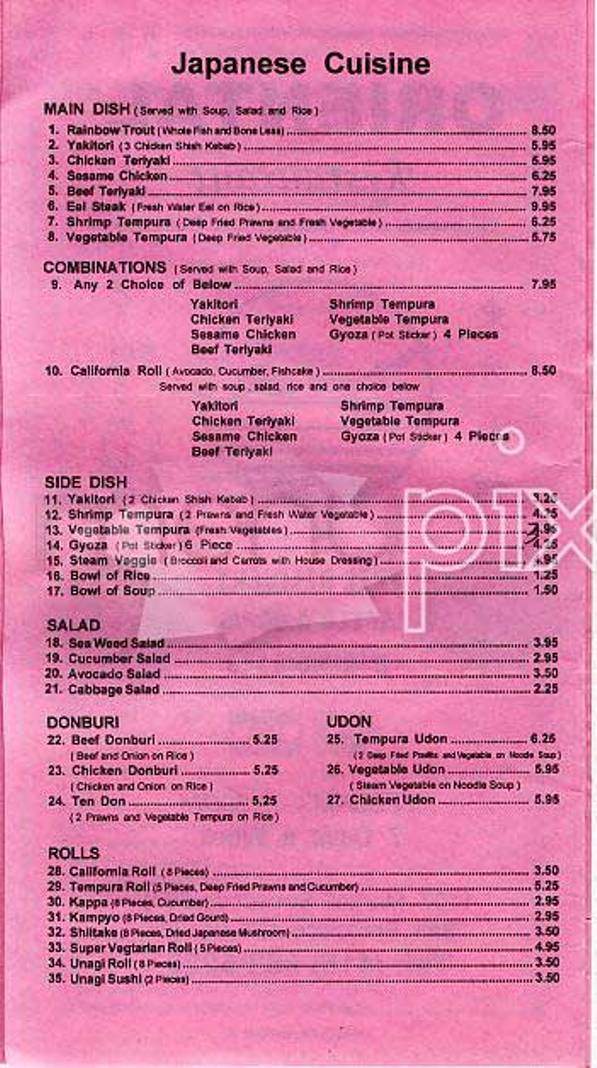 Japanese Cuisine
MAIN DISH (Served with Soup, Salad and Rice)
1. Rainbow Trout (Whole Fish and Bone Less) 8.50
2. Yakitori (3 Chicken Shish Kebab) 5.95
3. Chicken Teriyaki 5.95
4. Sesame Chicken 6.25
5. Beef Teriyaki 7.95
6. Eel Steak (Fresh Water Eel on Rice) 9.95
7. Shrimp Tempura (Deep Fried Prawns and Fresh Vegetable) 6.25
8. Vegetable Tempura (Deep Fried Vegetable) 5.75
COMBINATIONS (Served with Soup, Salad and Rice)
9. Any 2 Choice of Below 7.95
Yakitori Shrimp Tempura
Chicken Teriyaki Vegetable Tempura
Sesame Chicken Gyoza (Pot Sticker) 4 Pieces
Beef Teriyaki
10. California Roll (Avocado, Cucumber, Fishcake) 8.50
Served with soup, salad, rice and one choice below
Yakitori Shrimp Tempura
Chicken Teriyaki Vegetable Tempura
Sesame Chicken Gyoza (Pot Sticker) 4 Pieces
Beef Teriyaki
SIDE DISH
11. Yakitori (2 Chicken Shish Kebab)
12. Shrimp Tempura (2 Prawns and Fresh Water Vegetable)
13. Vegetable Tempura (Fresh Vegetables)
14. Gyoza (Pot Sticker) 6 Piece
15. Steam Veggie (Broccoli and Carrots with House Dressing)
16. Bowl of Rice 1.25
17. Bowl of Soup 1.50
pix
SALAD
18. Sea Weed Salad 3.95
19. Cucumber Salad 2.95
20. Avocado Salad 3.50
21. Cabbage Salad 2.25
DONBURI
22. Beef Donburi 5.25
(Beef and Onion on Rice)
23. Chicken Donburi 5.25
(Chicken and Onion on Rice)
24. Ten Don 5.25
(2 Prawns and Vegetable Tempura on Rice)
UDON
25. Tempura Udon 6.25
(2 Deep Fried Prawns and Vegetable on Noodle Soup)
26. Vegetable Udon 5.95
(Steam Vegetable on Noodle Soup)
27. Chicken Udon 5.95
ROLLS
28. California Roll (8 Pieces) 3.50
29. Tempura Roll (5 Pieces, Deep Fried Prawns and Cucumber) 5.25
30. Kappa (8 Pieces, Cucumber) 2.95
31. Kampyo (8 Pieces, Dried Gourd) 2.95
32. Shiitake (8 Pieces, Dried Japanese Mushroom) 3.50
33. Super Vegtarian Roll (5 Pieces) 4.95
34. Unagi Roll (8 Pieces) 3.50
35. Unagi Sushi (2 Pieces) 3.50